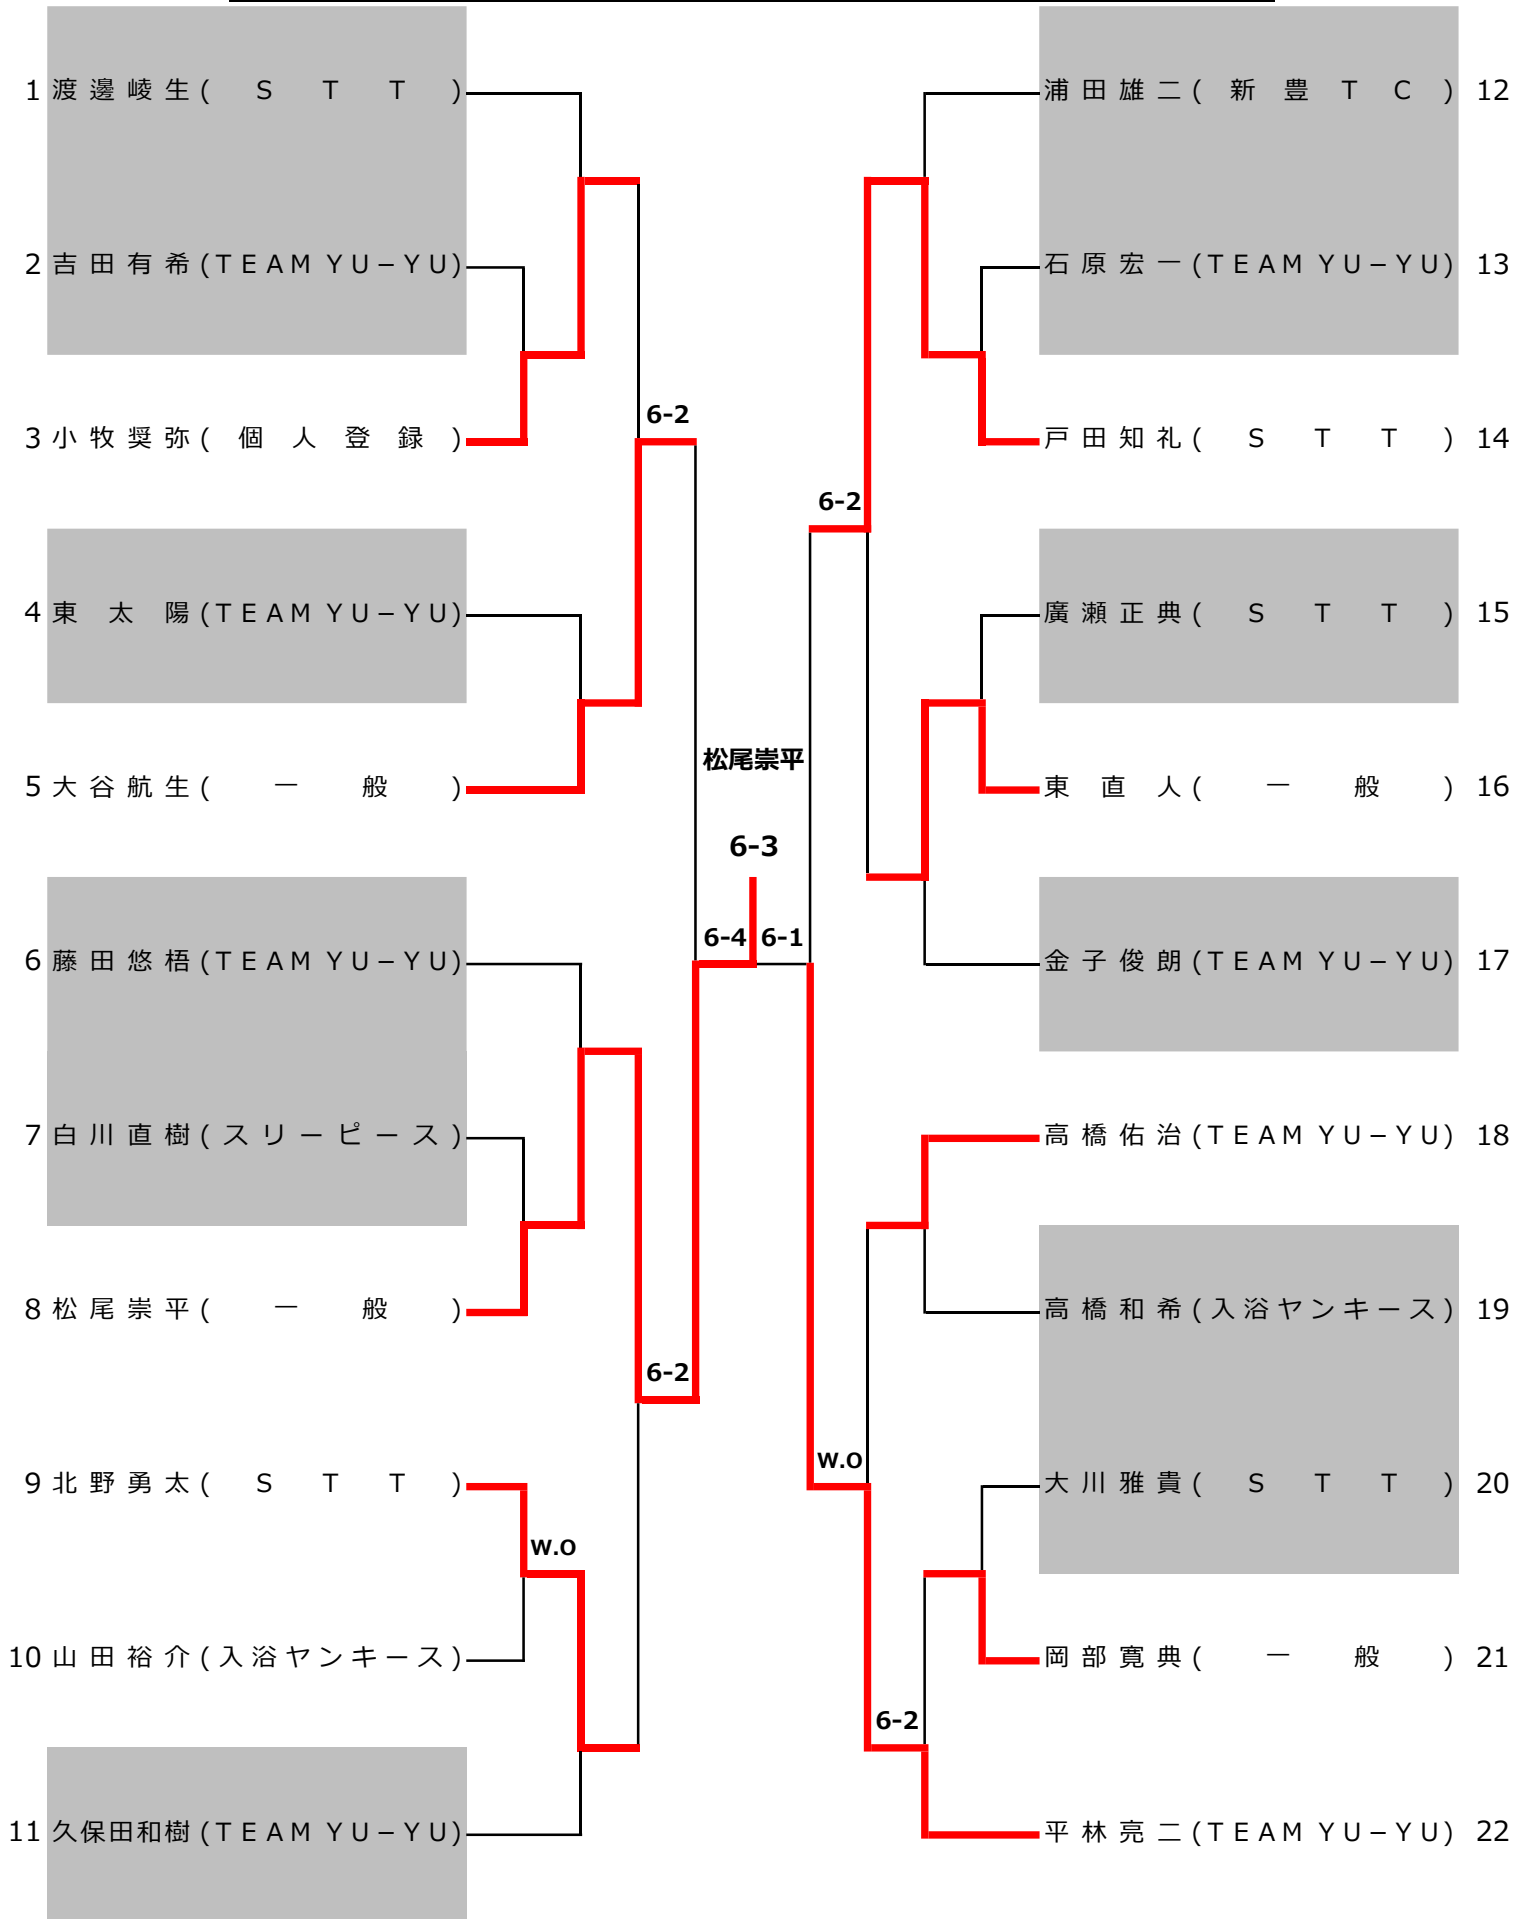 1 渡邊崚生(STT)
2 吉田有希(TEAM YU−YU)
3 小牧奨弥(個人登録)
6-2
4 東太陽(TEAM YU−YU)
5 大谷航生(一般)
6 藤田悠梧(TEAM YU−YU)
7 白川直樹(スリーピース)
8 松尾崇平(一般)
6-2
9 北野勇太(STT)
W.O
10 山田裕介(入浴ヤンキース)
11 久保田和樹(TEAM YU−YU)
松尾崇平
6-3
6-4 6-1
浦田雄二(新豊TC) 12
石原宏一(TEAM YU−YU) 13
戸田知礼(STT) 14
6-2
廣瀬正典(STT) 15
東直人(一般) 16
金子俊朗(TEAM YU−YU) 17
高橋佑治(TEAM YU−YU) 18
高橋和希(入浴ヤンキース) 19
W.O
大川雅貴(STT) 20
岡部寛典(一般) 21
6-2
平林亮二(TEAM YU−YU) 22